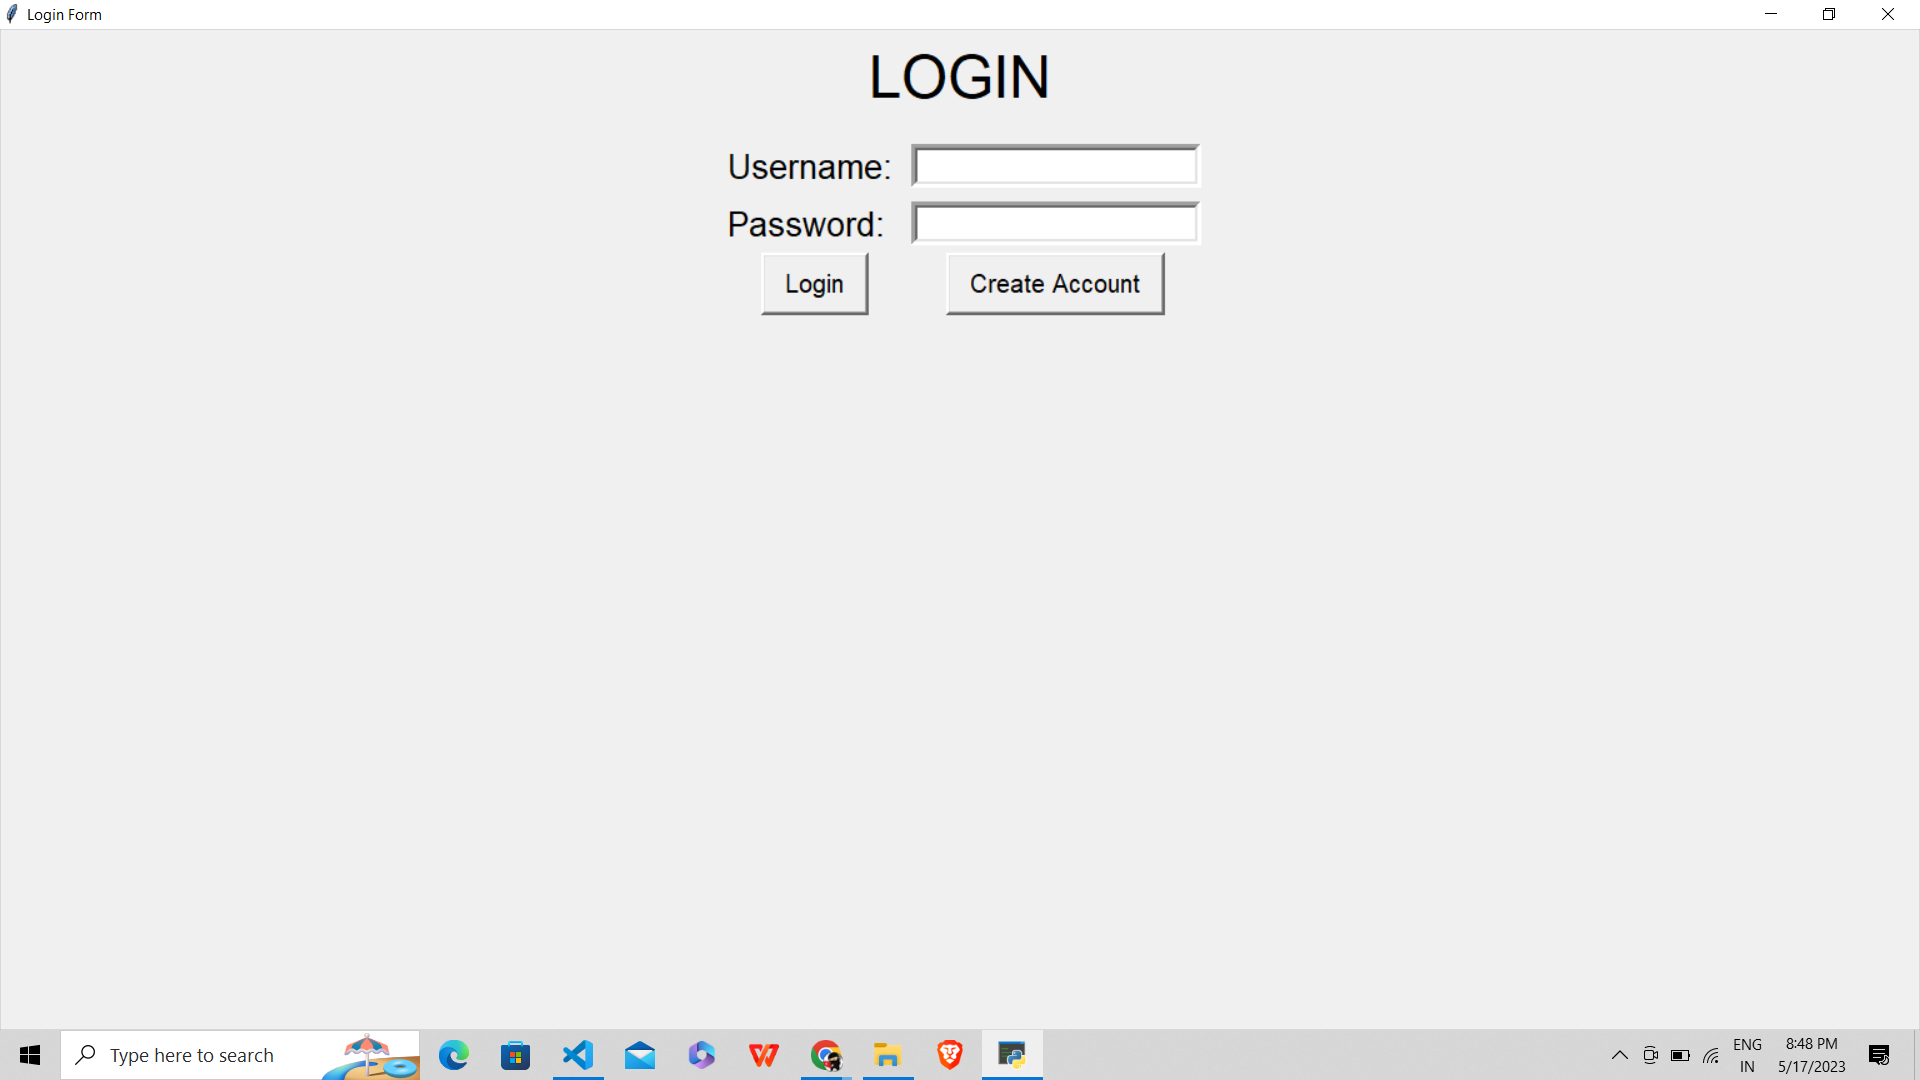 Login Form
LOGIN
Username:
Password:
Login
Create Account
Type here to search
ENG
IN
8:48 PM
5/17/2023